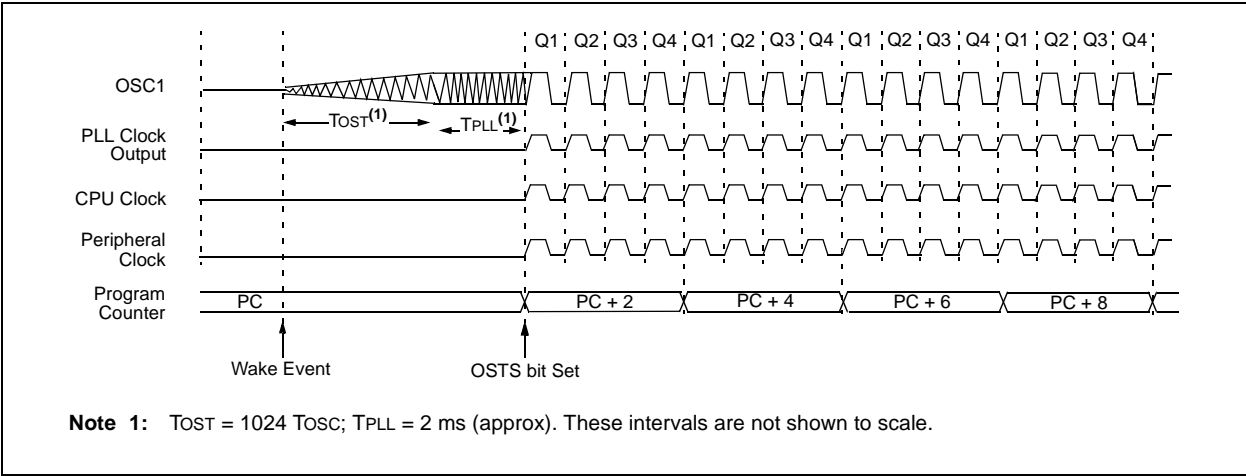 Q1 Q2 Q3 Q4 Q1 Q2 Q3 Q4 Q1 Q2 Q3 Q4 Q1 Q2 Q3 Q4
OSC1
TOST(1) TPLL(1)
PLL Clock
Output
CPU Clock
Peripheral
Clock
Program
Counter
PC PC + 2 PC + 4 PC + 6 PC + 8
Wake Event OSTS bit Set
Note 1: TOST = 1024 TOSC; TPLL = 2 ms (approx). These intervals are not shown to scale.